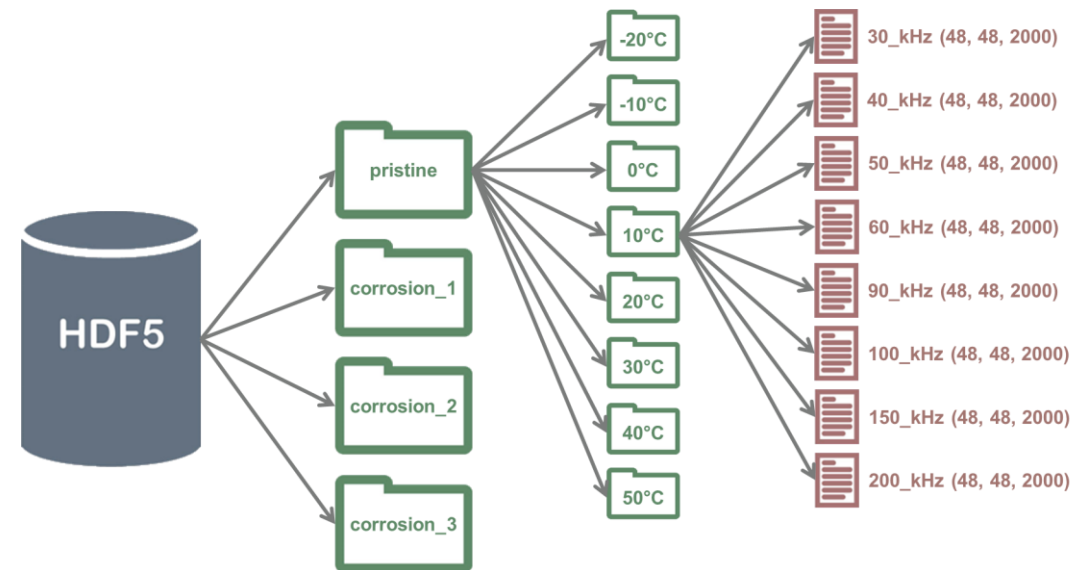 HDF5
pristine
corrosion_1
corrosion_2
corrosion_3
-20°C
-10°C
0°C
10°C
20°C
30°C
40°C
50°C
30_kHz (48, 48, 2000)
40_kHz (48, 48, 2000)
50_kHz (48, 48, 2000)
60_kHz (48, 48, 2000)
90_kHz (48, 48, 2000)
100_kHz (48, 48, 2000)
150_kHz (48, 48, 2000)
200_kHz (48, 48, 2000)